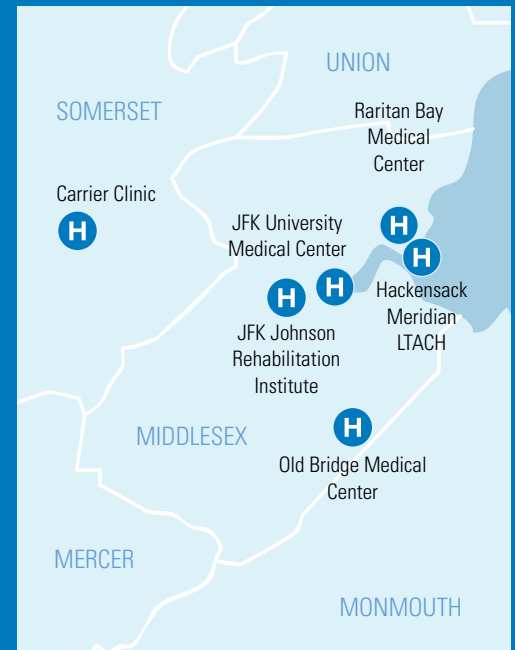 UNION
SOMERSET
Raritan Bay
Medical
Center
Carrier Clinic
H
JFK University
Medical Center
H
H
H
H
Hackensack
Meridian
LTACH
JFK Johnson
Rehabilitation
Institute
H
MIDDLESEX
Old Bridge Medical
Center
MERCER
MONMOUTH